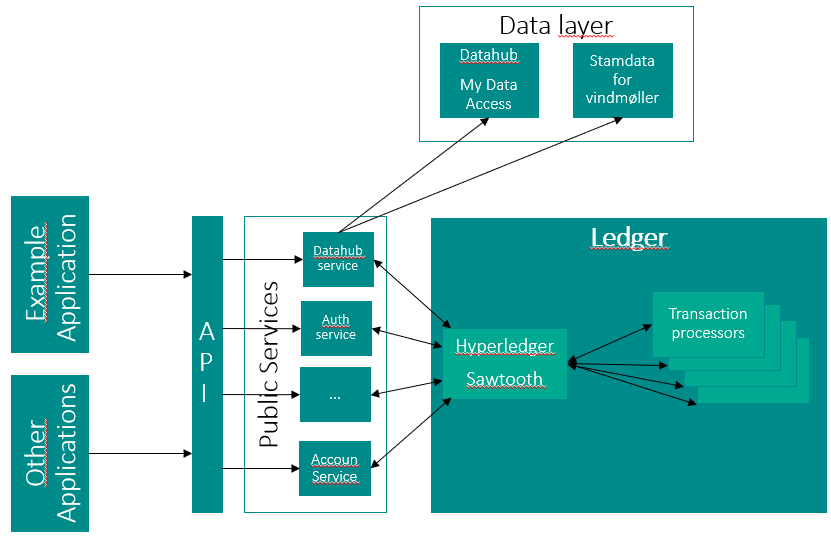 Data layer
Datahub
My Data
Access
Stamdata
for
vindmøller
Example
Application
Other
Applications
A
P
I
Public Services
Datahub
service
Auth
service
...
Accoun
Service
Ledger
Hyperledger
Sawtooth
Transaction
processors